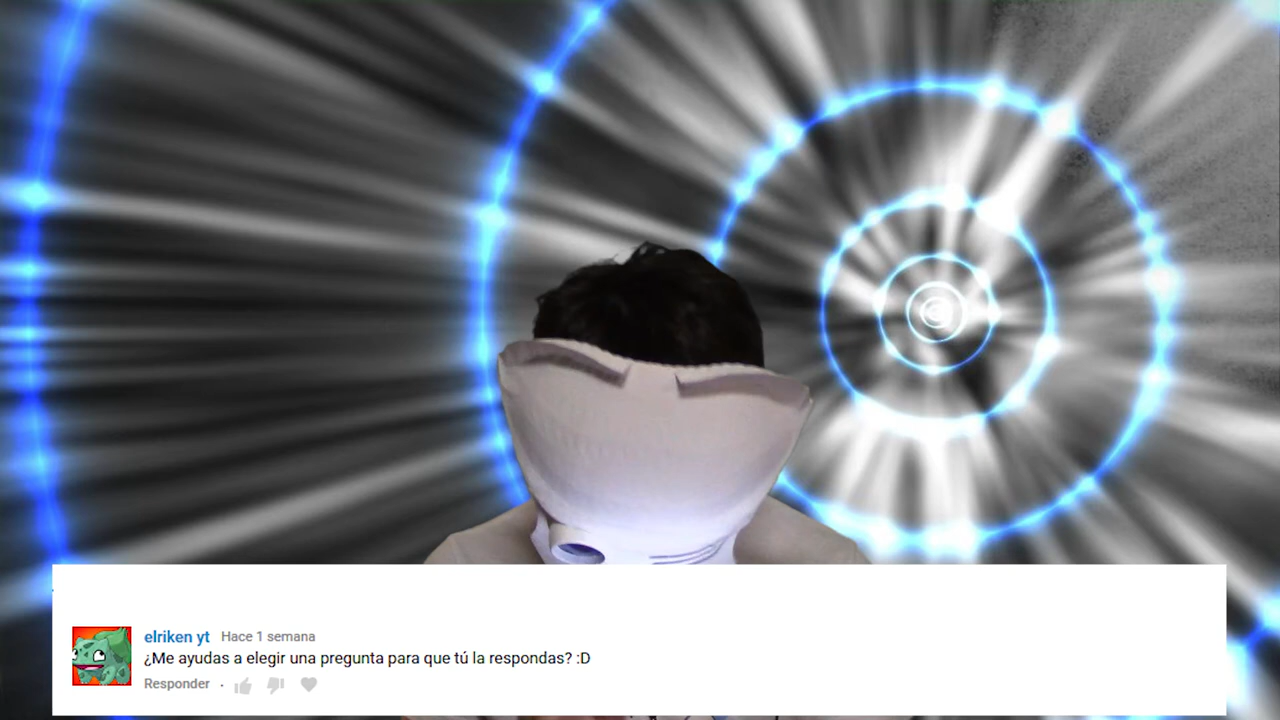 elriken yt Hace 1 semana
¿Me ayudas a elegir una pregunta para que tú la respondas? :D
Responder ·